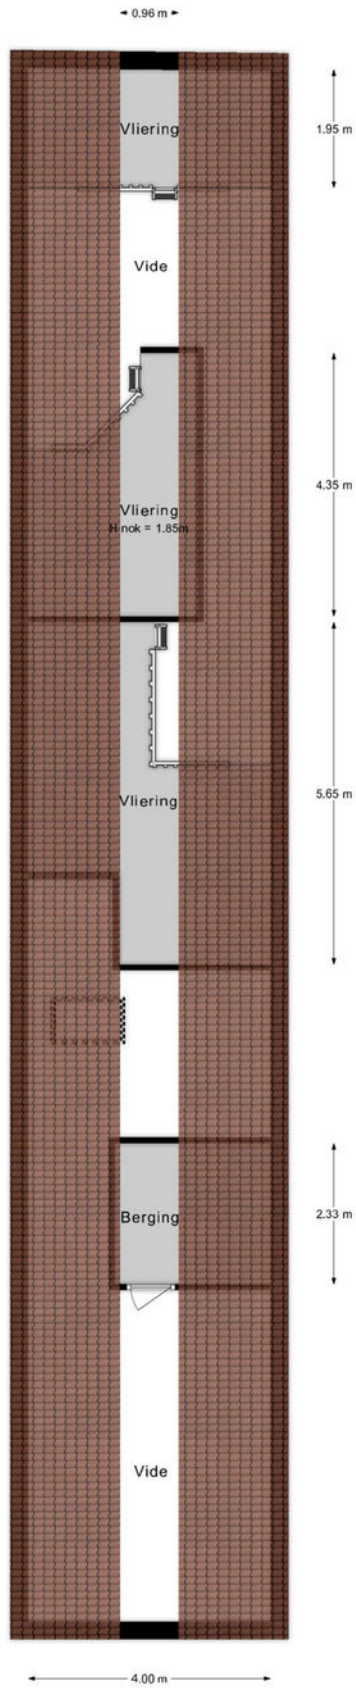 0.96 m
Vliering
1.95 m
Vide
4.35 m
Vliering
H nok = 1.85m
5.65 m
Vliering
Berging
2.33 m
Vide
4.00 m